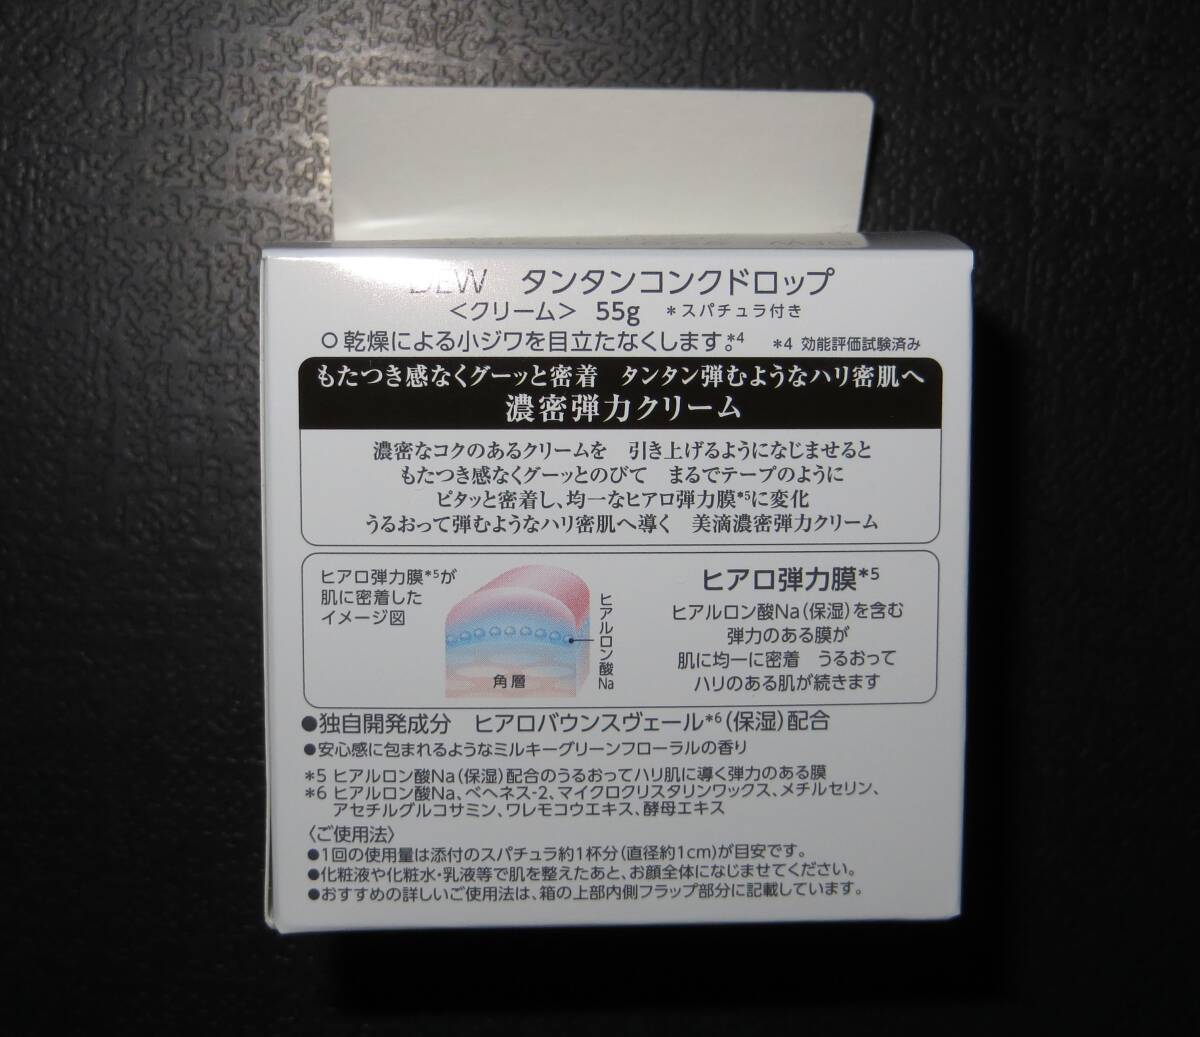 DEW タンタンコンクドロップ
＜クリーム＞ 55g ＊スパチュラ付き
○乾燥による小ジワを目立たなくします。*4 ＊4 効能評価試験済み
もたつき感なくグーッと密着 タンタン弾むようなハリ密肌へ
濃密弾力クリーム
濃密なコクのあるクリームを 引き上げるようになじませると
もたつき感なくグーッとのびて まるでテープのように
ピタッと密着し、均一なヒアロ弾力膜*5に変化
うるおって弾むようなハリ密肌へ導く 美滴濃密弾力クリーム
ヒアロ弾力膜*5が
肌に密着した
イメージ図
ヒアルロン酸Na
角層
ヒアロ弾力膜*5
ヒアルロン酸Na（保湿）を含む
弾力のある膜が
肌に均一に密着 うるおって
ハリのある肌が続きます
●独自開発成分 ヒアロバウンスヴェール*6（保湿）配合
●安心感に包まれるようなミルキーグリーンフローラルの香り
＊5 ヒアルロン酸Na（保湿）配合のうるおってハリ肌に導く弾力のある膜
＊6 ヒアルロン酸Na、ベヘネス-2、マイクロクリスタリンワックス、メチルセリン、
アセチルグルコサミン、ワレモコウエキス、酵母エキス
〈ご使用法〉
●1回の使用量は添付のスパチュラ約1杯分（直径約1cm）が目安です。
●化粧液や化粧水・乳液等で肌を整えたあと、お顔全体になじませてください。
●おすすめの詳しいご使用法は、箱の上部内側フラップ部分に記載しています。